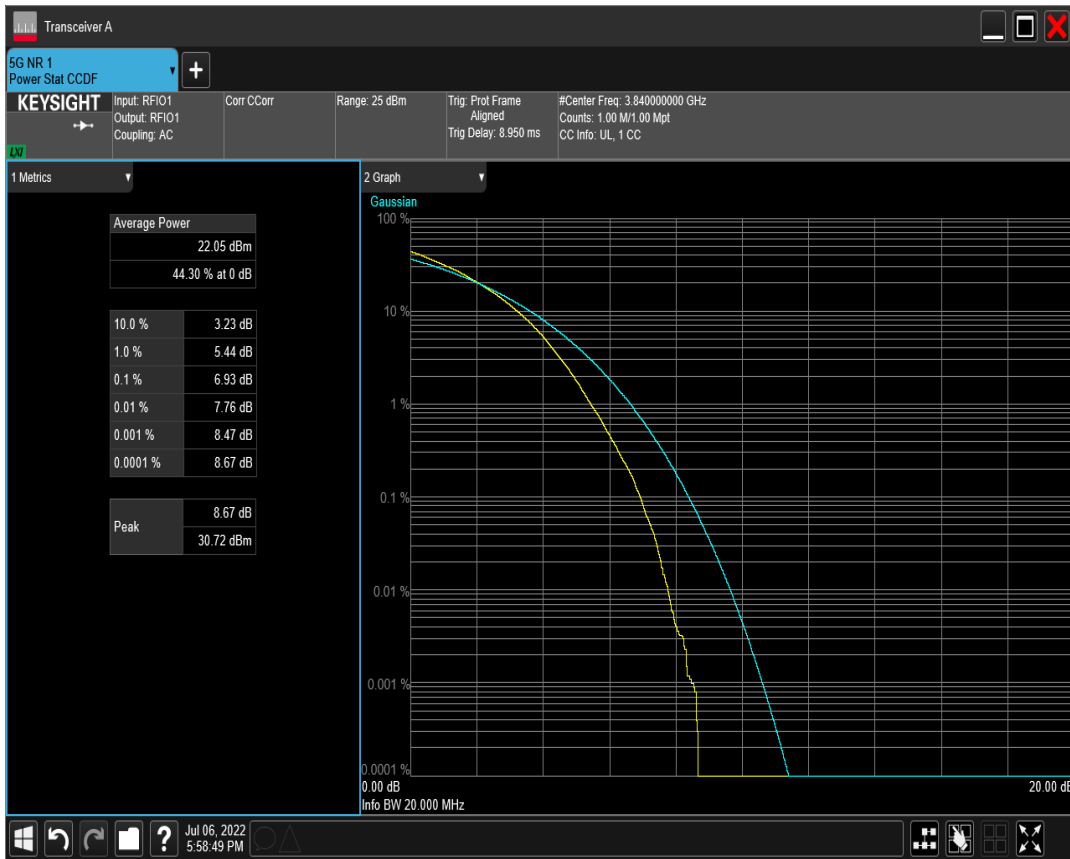 Transceiver A
5G NR 1
Power Stat CCDF
+
KEYSIGHT
LXI
Input: RFIO1
Output: RFIO1
Coupling: AC
Corr CCorr
Range: 25 dBm
Trig: Prot Frame
Aligned
Trig Delay: 8.950 ms
#Center Freq: 3.840000000 GHz
Counts: 1.00 M/1.00 Mpt
CC Info: UL, 1 CC
1 Metrics
Average Power
22.05 dBm
44.30 % at 0 dB
10.0 % 3.23 dB
1.0 % 5.44 dB
0.1 % 6.93 dB
0.01 % 7.76 dB
0.001 % 8.47 dB
0.0001 % 8.67 dB
Peak
8.67 dB
30.72 dBm
2 Graph
Gaussian
100 %
10 %
1 %
0.1 %
0.01 %
0.001 %
0.0001 %
0.00 dB 20.00 dB
Info BW 20.000 MHz
?
Jul 06, 2022
5:58:49 PM